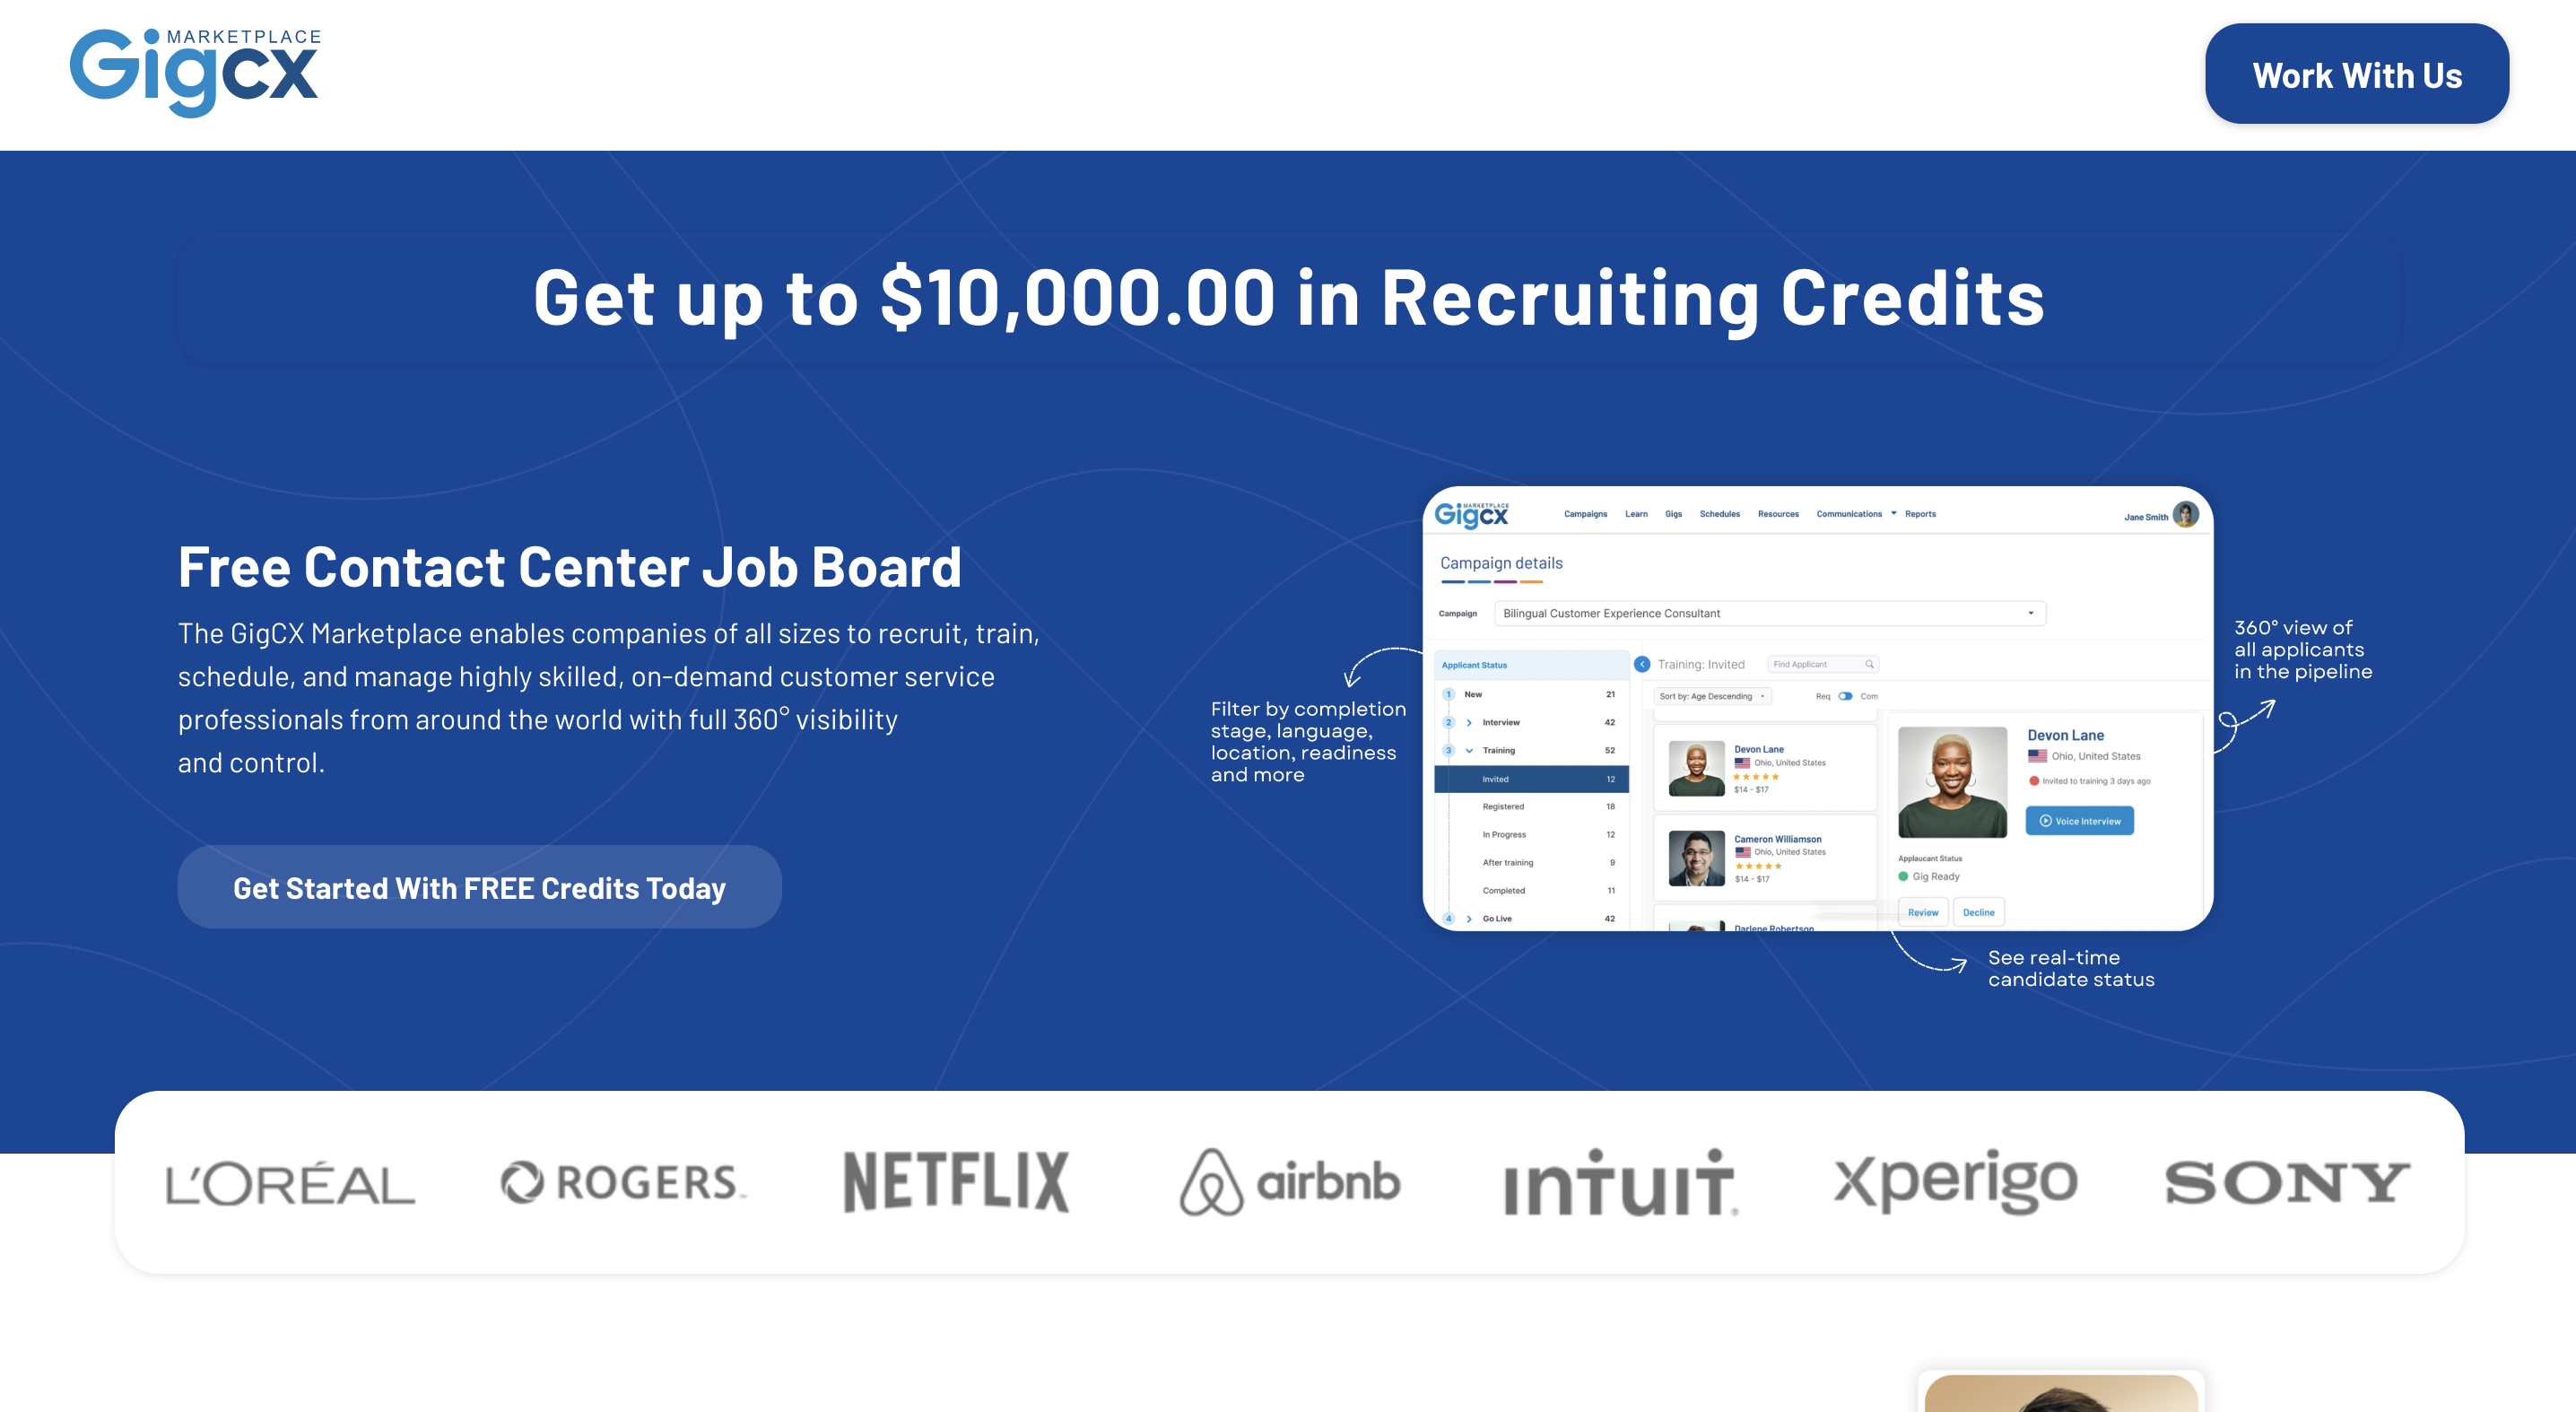 MARKETPLACE
Gigcx
Work With Us
Get up to $10,000.00 in Recruiting Credits
Free Contact Center Job Board
The GigCX Marketplace enables companies of all sizes to recruit, train,
schedule, and manage highly skilled, on-demand customer service
professionals from around the world with full 360° visibility
and control.
Get Started With FREE Credits Today
Filter by completion
stage, language,
location, readiness
and more
MARKETPLACE
Gigcx
Campaigns Learn Gigs Schedules Resources Communications Reports
Jane Smith
Campaign details
Campaign
Bilingual Customer Experience Consultant
Applicant Status
1 New 21
2 Interview 42
3 Training 52
Invited 12
Registered 18
In Progress 12
After training 9
Completed 11
4 Go Live 42
Training: Invited
Find Applicant
Sort by: Age Descending
Req Com
Devon Lane
Ohio, United States
$14 - $17
Cameron Williamson
Ohio, United States
$14 - $17
Darlene Robertson
Devon Lane
Ohio, United States
Invited to training 3 days ago
Voice Interview
Applaucant Status
Gig Ready
Review Decline
360° view of
all applicants
in the pipeline
See real-time
candidate status
L'ORÉAL ROGERS™ NETFLIX airbnb intuit® xperigo SONY